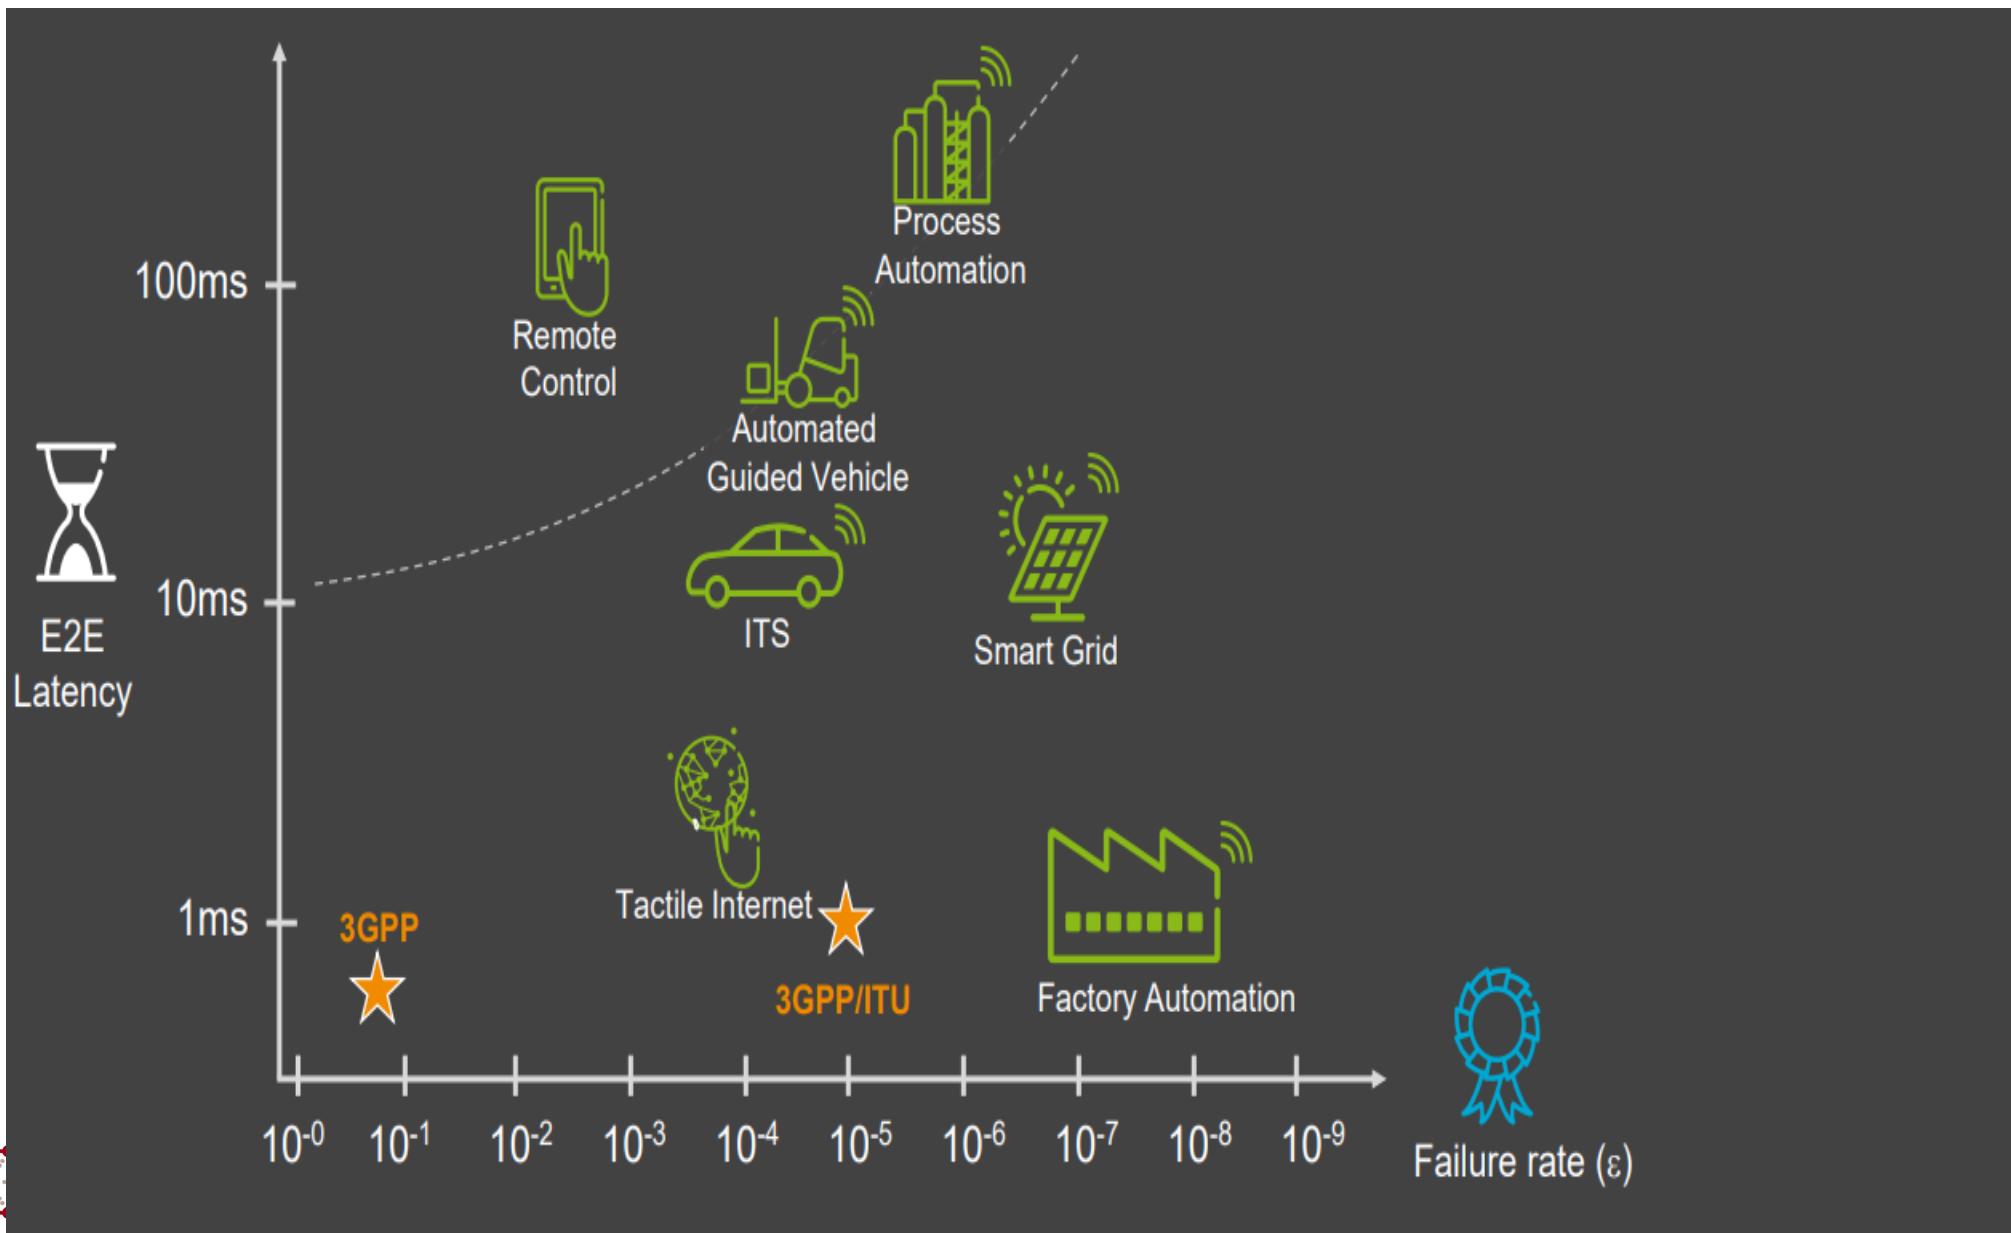 Process
Automation
100ms
Remote
Control
Automated
Guided Vehicle
10ms
ITS
E2E
Latency
Smart Grid
Tactile Internet
1ms
3GPP
3GPP/ITU
Factory Automation
10⁻⁰ 10⁻¹ 10⁻² 10⁻³ 10⁻⁴ 10⁻⁵ 10⁻⁶ 10⁻⁷ 10⁻⁸ 10⁻⁹
Failure rate (ε)